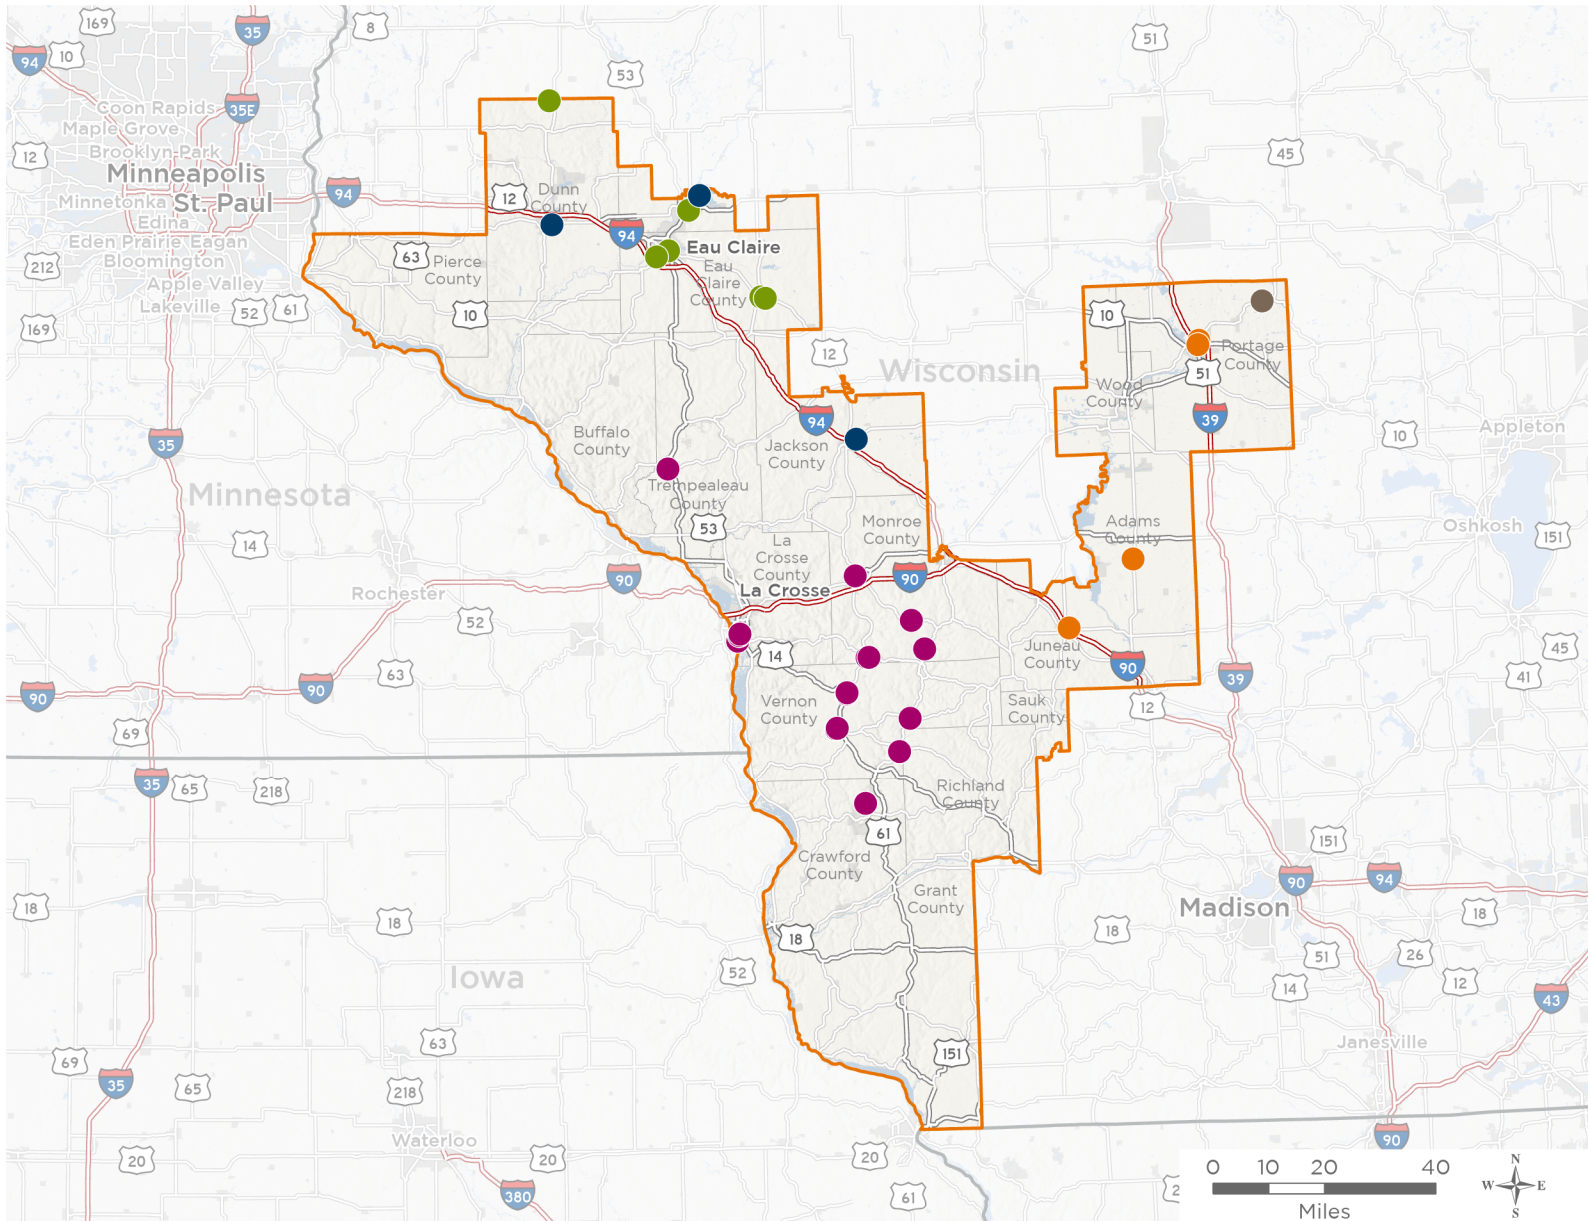 169
35
8
51
94
10
53
Coon Rapids
35E
Maple Grove
12
Brooklyn Park
45
Minneapolis
94
Dunn
County
12
Minnetonka
St. Paul
Edina
94
Eden Prairie
Eagan
Eau Claire
63
Pierce
County
212
Bloomington
Eau
Claire
County
Apple Valley
Lakeville
52
61
10
10
169
12
Portage
County
51
Wisconsin
Wood
County
94
39
Buffalo
County
35
Jackson
County
10
Appleton
Minnesota
Trempealeau
County
53
Monroe
County
Adams
County
Oshkosh
151
14
La
Crosse
County
90
90
La Crosse
Rochester
52
14
Juneau
County
45
63
90
39
41
90
90
Vernon
County
Sauk
County
12
69
35
65
218
Richland
County
61
151
Crawford
County
90
94
Grant
County
Madison
18
18
18
18
18
51
26
Iowa
52
14
12
43
63
151
Janesville
69
35
65
218
90
Waterloo
20
20
20
380
61
2
0 10 20 40
Miles
N
W E
S